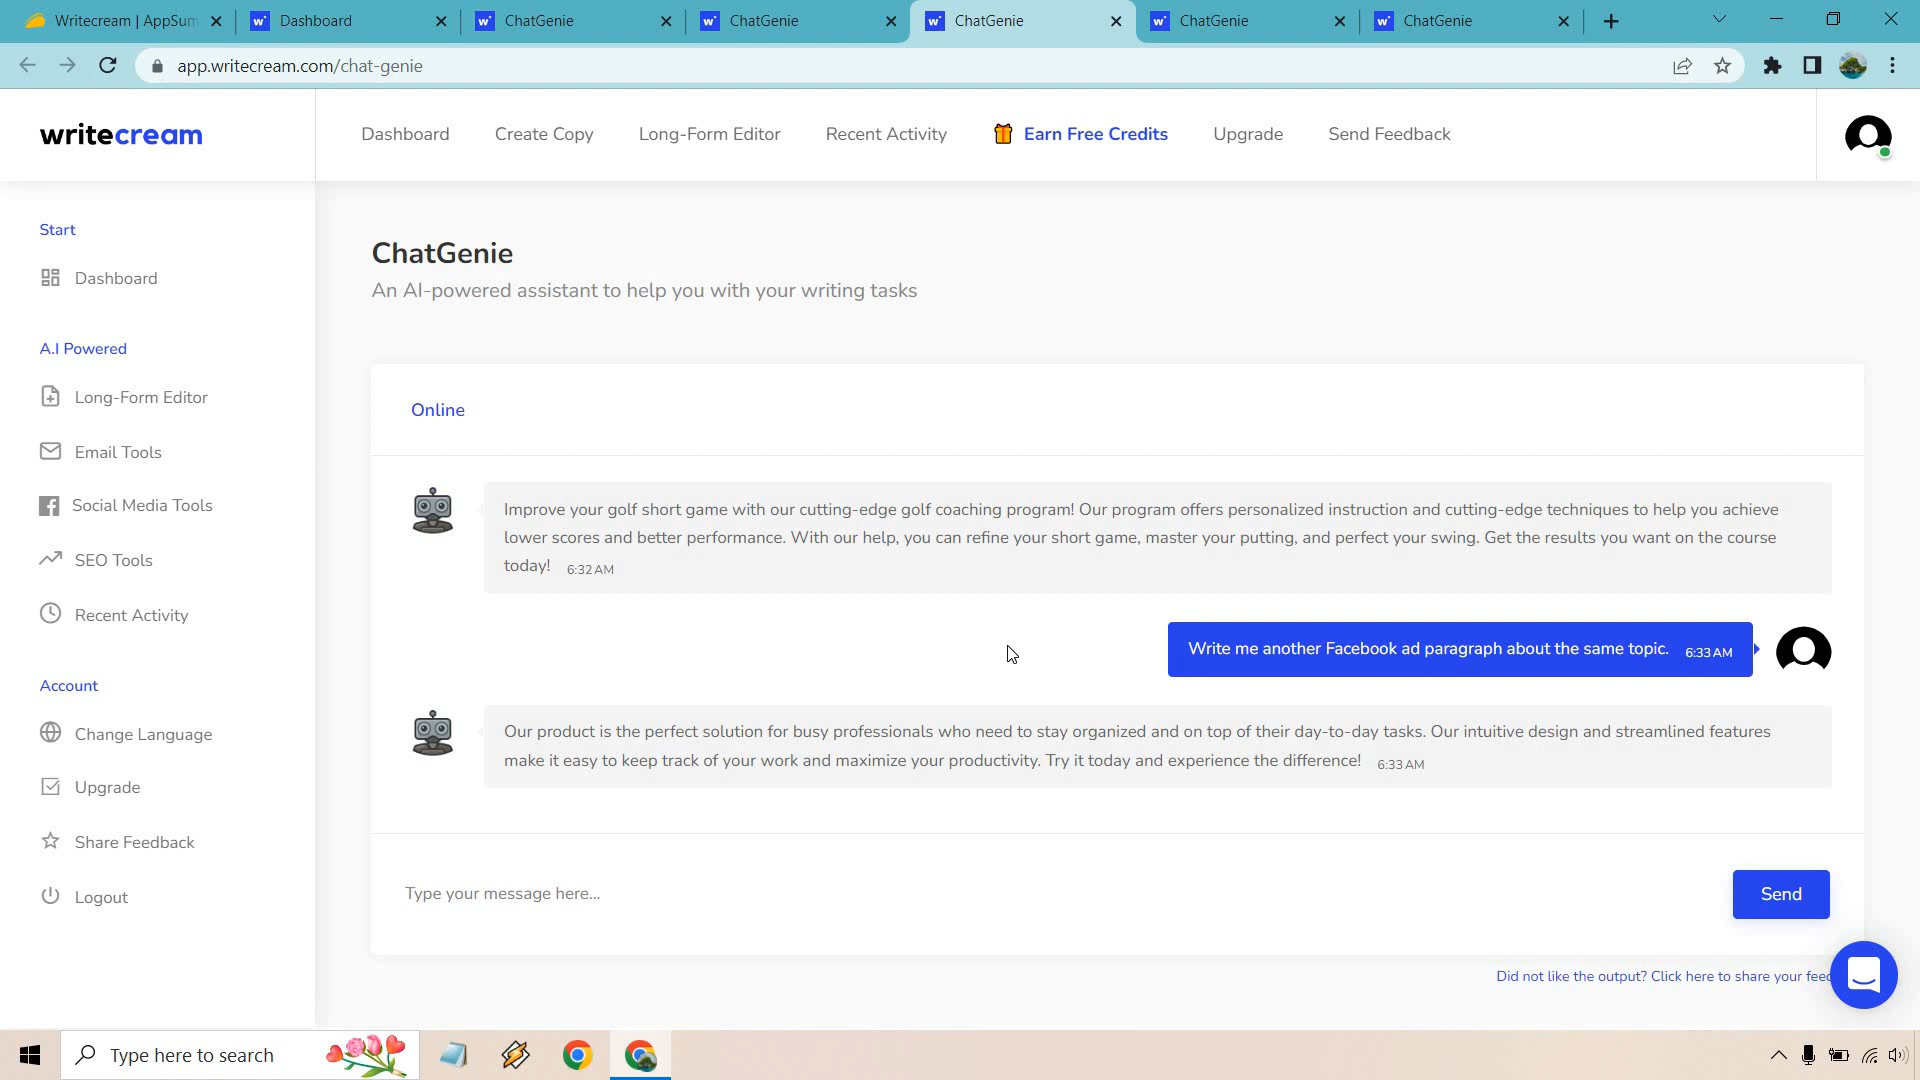 Writecream | AppSum
Dashboard
ChatGenie
ChatGenie
ChatGenie
ChatGenie
ChatGenie
app.writecream.com/chat-genie
writecream
Dashboard
Create Copy
Long-Form Editor
Recent Activity
Earn Free Credits
Upgrade
Send Feedback
Start
Dashboard
A.I Powered
Long-Form Editor
Email Tools
Social Media Tools
SEO Tools
Recent Activity
Account
Change Language
Upgrade
Share Feedback
Logout
ChatGenie
An AI-powered assistant to help you with your writing tasks
Online
Improve your golf short game with our cutting-edge golf coaching program! Our program offers personalized instruction and cutting-edge techniques to help you achieve
lower scores and better performance. With our help, you can refine your short game, master your putting, and perfect your swing. Get the results you want on the course
today! 6:32 AM
Write me another Facebook ad paragraph about the same topic. 6:33 AM
Our product is the perfect solution for busy professionals who need to stay organized and on top of their day-to-day tasks. Our intuitive design and streamlined features
make it easy to keep track of your work and maximize your productivity. Try it today and experience the difference! 6:33 AM
Type your message here...
Send
Did not like the output? Click here to share your feed
Type here to search